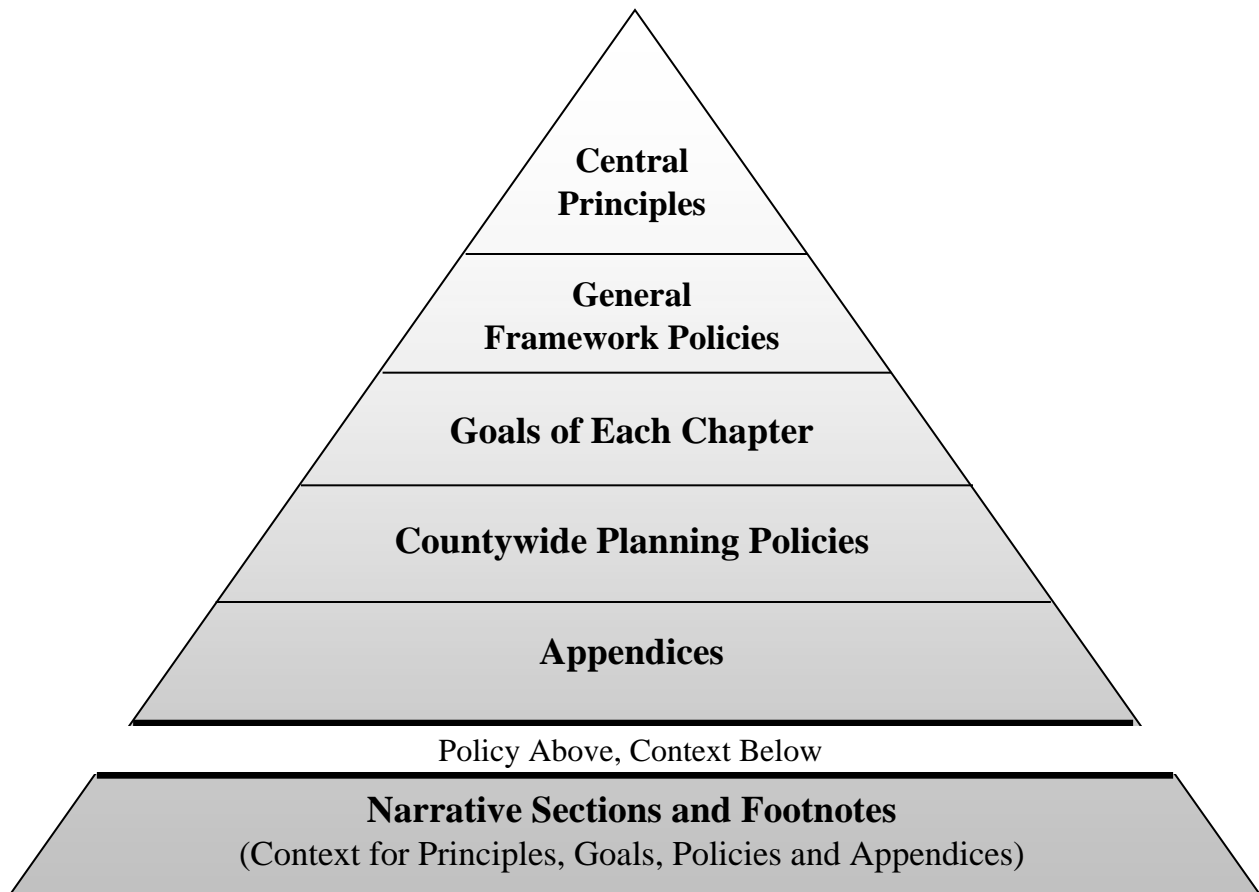 Central
Principles
General
Framework Policies
Goals of Each Chapter
Countywide Planning Policies
Appendices
Policy Above, Context Below
Narrative Sections and Footnotes
(Context for Principles, Goals, Policies and Appendices)